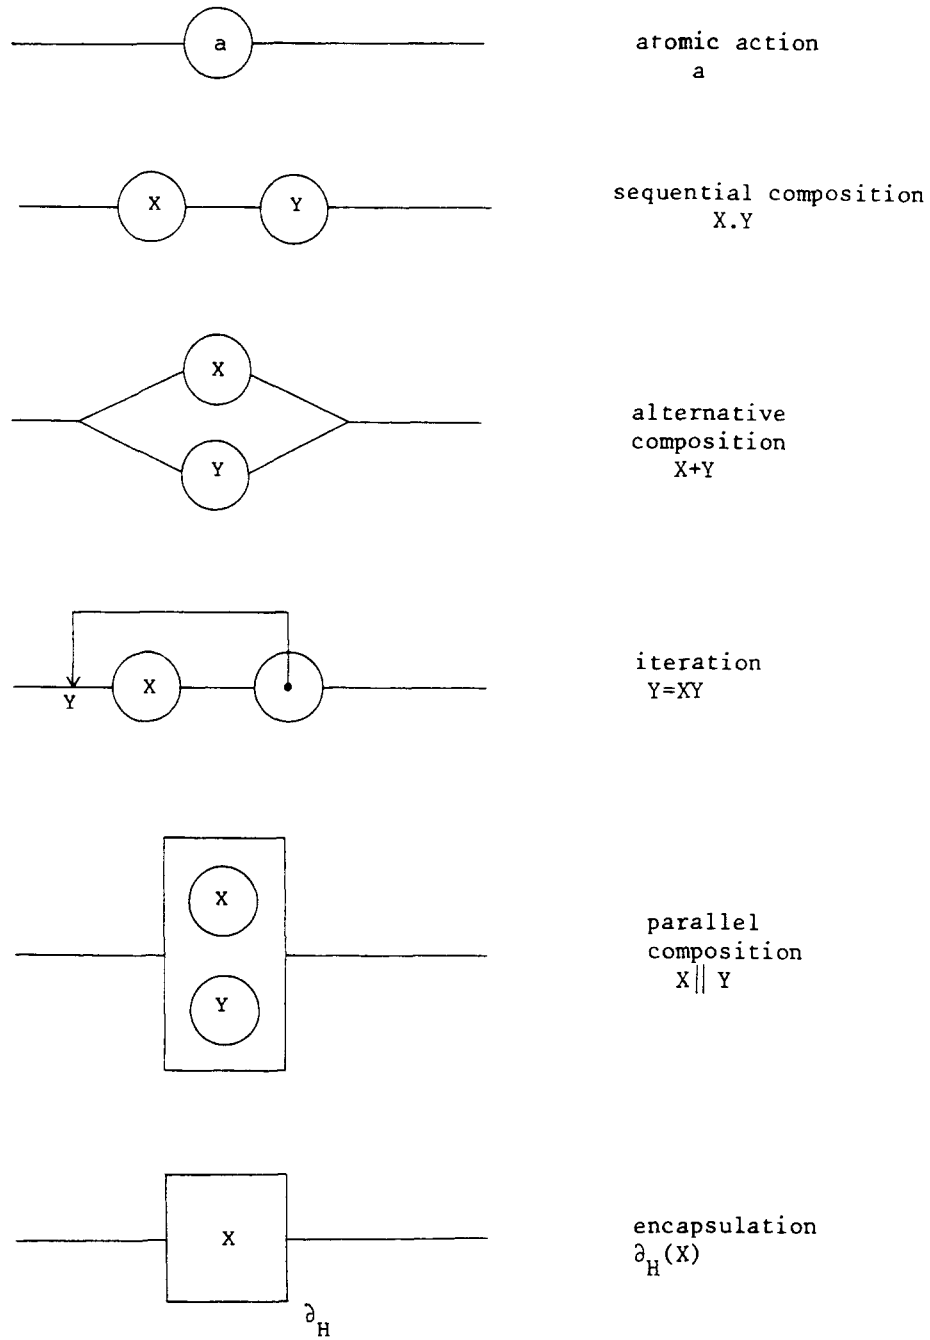 a
atomic action
a
X
Y
sequential composition
X.Y
X
Y
alternative
composition
X+Y
X
Y
iteration
Y=XY
X
Y
parallel
composition
X || Y
X
∂H
encapsulation
∂H(X)